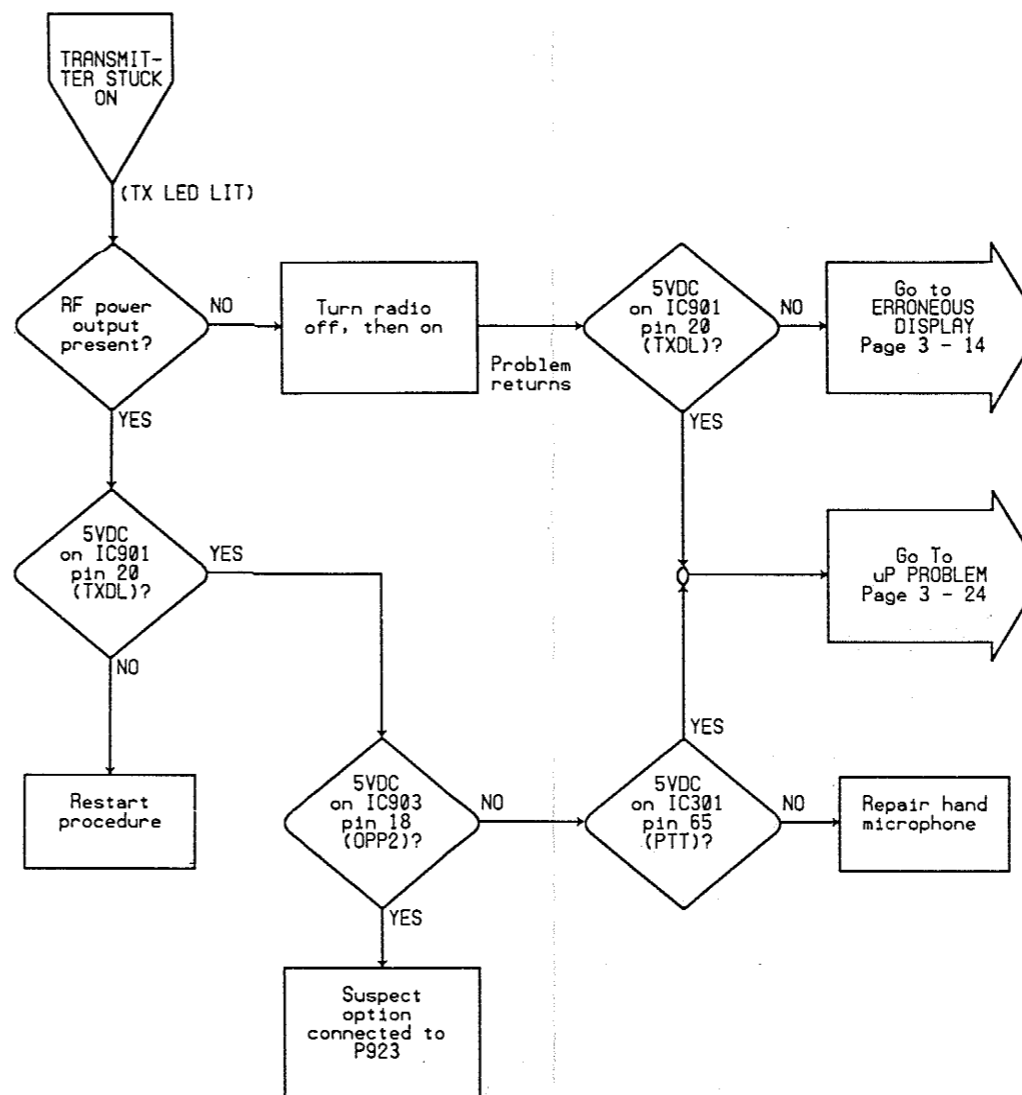 TRANSMIT-
TER STUCK
ON
(TX LED LIT)
RF power
output
present?
NO
Turn radio
off, then on
Problem
returns
5VDC
on IC901
pin 20
(TXDL)?
NO
Go to
ERRONEOUS
DISPLAY
Page 3 - 14
YES
YES
5VDC
on IC901
pin 20
(TXDL)?
YES
Go To
uP PROBLEM
Page 3 - 24
NO
YES
Restart
procedure
5VDC
on IC903
pin 18
(OPP2)?
NO
5VDC
on IC301
pin 65
(PTT)?
NO
Repair hand
microphone
YES
Suspect
option
connected to
P923